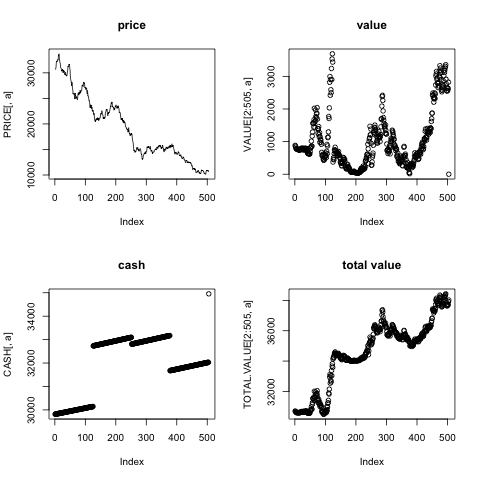 price
PRICE[, a]
30000
20000
10000
0 100 200 300 400 500
Index
value
VALUE[2:505, a]
3000
2000
1000
0
0 100 200 300 400 500
Index
cash
CASH[, a]
34000
32000
30000
0 100 200 300 400 500
Index
total value
TOTAL.VALUE[2:505, a]
36000
32000
0 100 200 300 400 500
Index